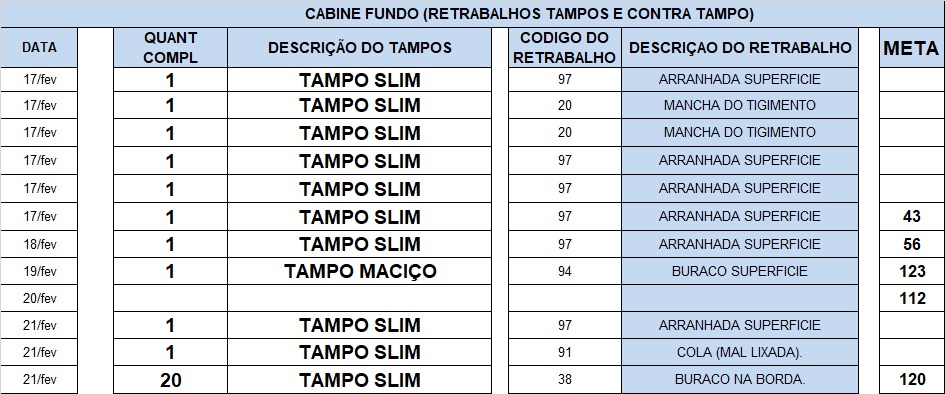 CABINE FUNDO (RETRABALHOS TAMPOS E CONTRA TAMPO)
DATA QUANT COMPL DESCRIÇÃO DO TAMPOS CODIGO DO RETRABALHO DESCRIÇAO DO RETRABALHO META
17/fev 1 TAMPO SLIM 97 ARRANHADA SUPERFICIE
17/fev 1 TAMPO SLIM 20 MANCHA DO TIGIMENTO
17/fev 1 TAMPO SLIM 20 MANCHA DO TIGIMENTO
17/fev 1 TAMPO SLIM 97 ARRANHADA SUPERFICIE
17/fev 1 TAMPO SLIM 97 ARRANHADA SUPERFICIE
17/fev 1 TAMPO SLIM 97 ARRANHADA SUPERFICIE 43
18/fev 1 TAMPO SLIM 97 ARRANHADA SUPERFICIE 56
19/fev 1 TAMPO MACIÇO 94 BURACO SUPERFICIE 123
20/fev 112
21/fev 1 TAMPO SLIM 97 ARRANHADA SUPERFICIE
21/fev 1 TAMPO SLIM 91 COLA (MAL LIXADA).
21/fev 20 TAMPO SLIM 38 BURACO NA BORDA. 120